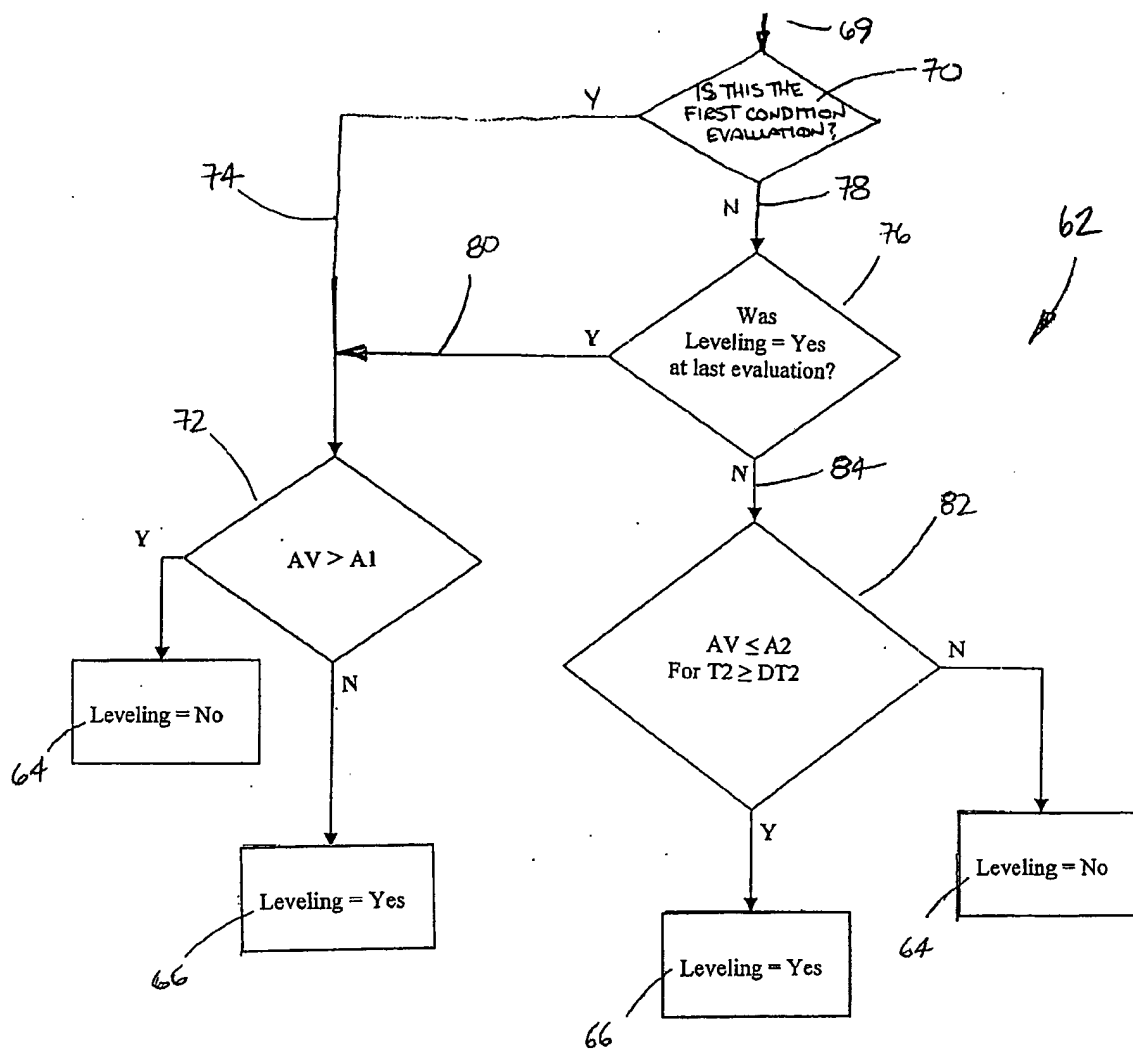 69
70
IS THIS THE
FIRST CONDITION
EVALUATION?
Y
74
N
78
62
80
76
Was
Leveling = Yes
at last evaluation?
Y
72
N
84
82
Y
AV > A1
AV ≤ A2
For T2 ≥ DT2
N
N
Leveling = No
64
Y
Leveling = No
Leveling = Yes
64
66
Leveling = Yes
66